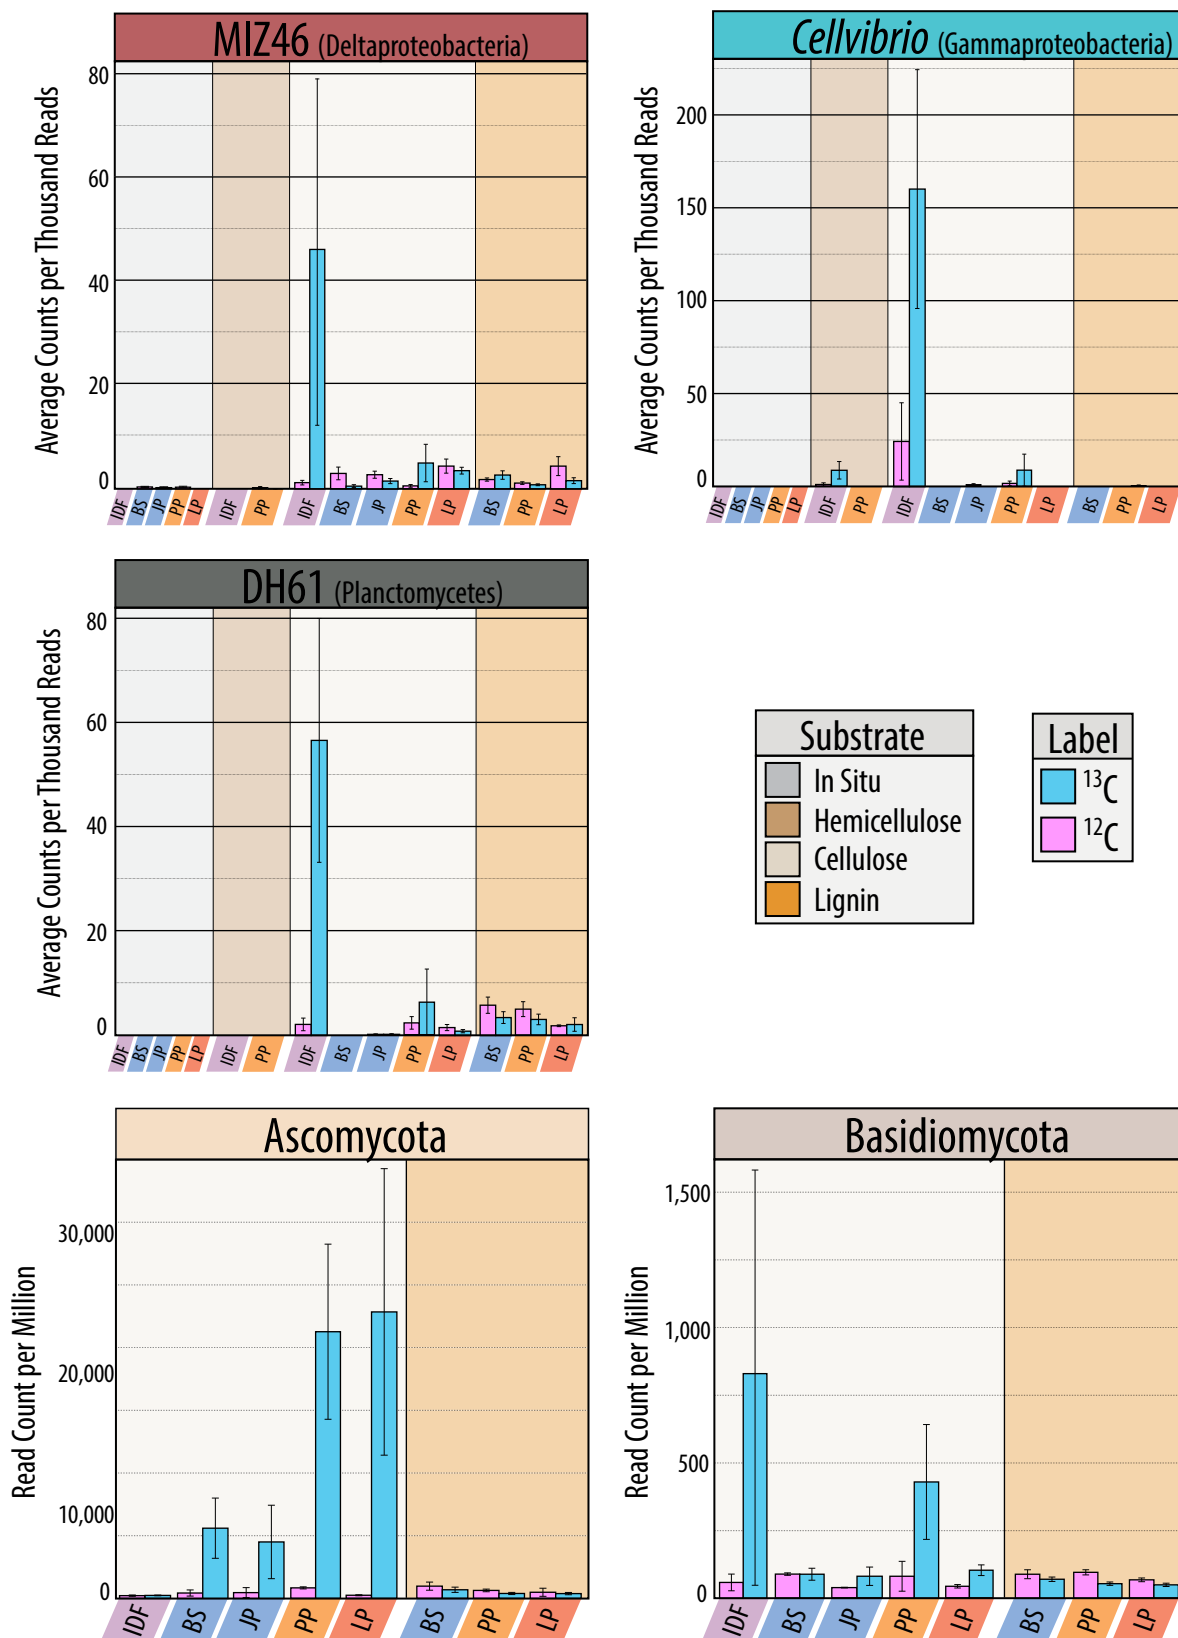 MIZ46 (Deltaproteobacteria)
Average Counts per Thousand Reads
80
60
40
20
0
IDF BS JP PP LP IDF PP IDF BS JP PP LP BS PP LP
Cellvibrio (Gammaproteobacteria)
Average Counts per Thousand Reads
200
150
100
50
0
IDF BS JP PP LP IDF PP IDF BS JP PP LP BS PP LP
DH61 (Planctomycetes)
Average Counts per Thousand Reads
80
60
40
20
0
IDF BS JP PP LP IDF PP IDF BS JP PP LP BS PP LP
Substrate
In Situ
Hemicellulose
Cellulose
Lignin
Label
¹³C
¹²C
Ascomycota
Read Count per Million
30,000
20,000
10,000
0
IDF BS JP PP LP BS PP LP
Basidiomycota
Read Count per Million
1,500
1,000
500
0
IDF BS JP PP LP BS PP LP